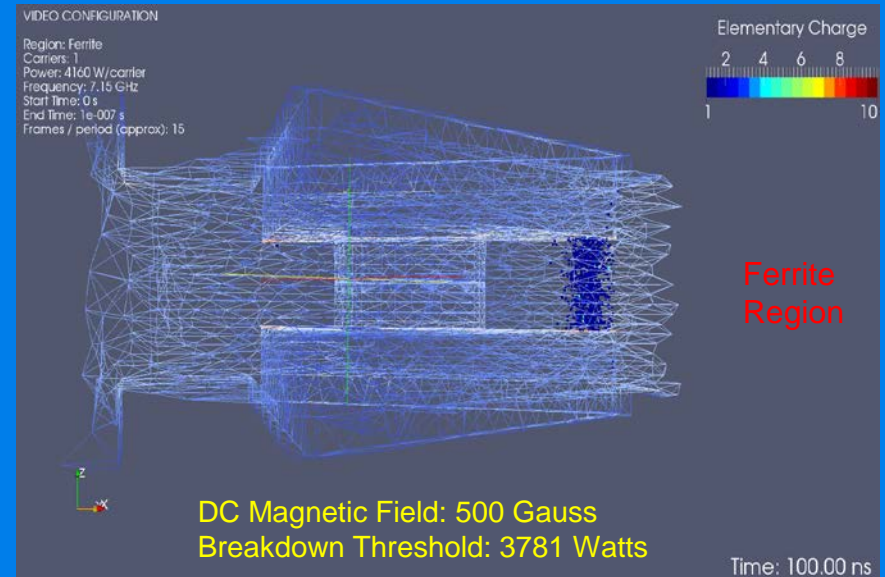 VIDEO CONFIGURATION
Region: Ferrite
Carriers: 1
Power: 4160 W/carrier
Frequency: 7.15 GHz
Start Time: 0 s
End Time: 1e-007 s
Frames / period (approx): 15
Elementary Charge
2 4 6 8
1 10
Ferrite
Region
Z
X
DC Magnetic Field: 500 Gauss
Breakdown Threshold: 3781 Watts
Time: 100.00 ns